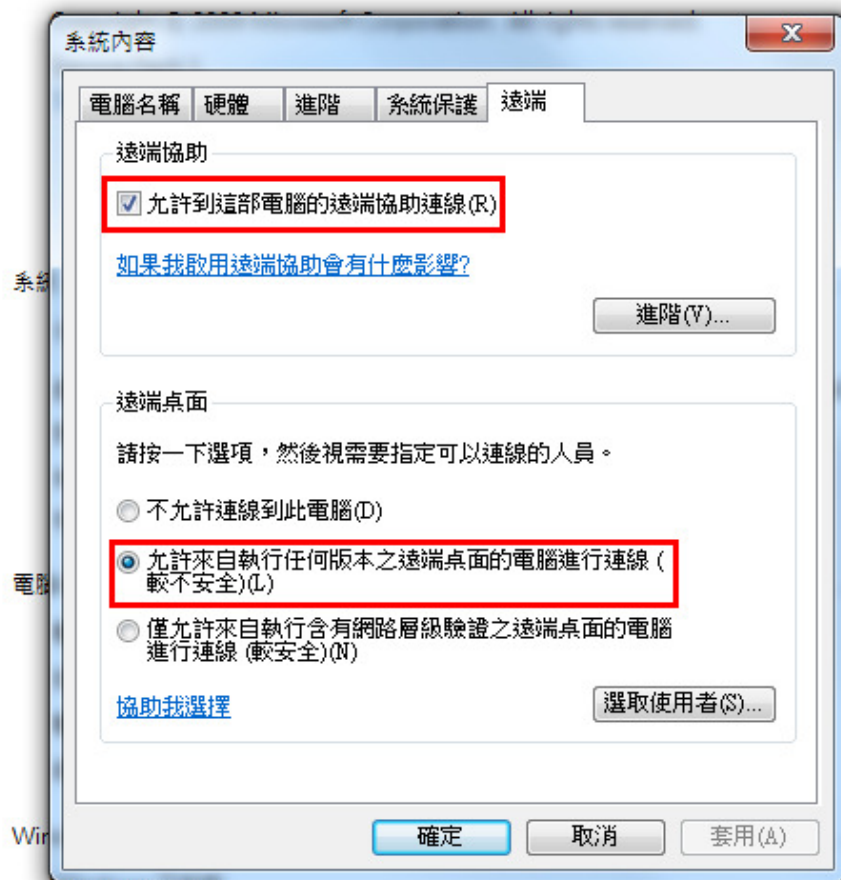 系統內容
電腦名稱 硬體 進階 系統保護 遠端
遠端協助
允許到這部電腦的遠端協助連線(R)
如果我啟用遠端協助會有什麼影響?
系統
進階(V)...
遠端桌面
請按一下選項，然後視需要指定可以連線的人員。
不允許連線到此電腦(D)
允許來自執行任何版本之遠端桌面的電腦進行連線 (
較不安全)(L)
電腦
僅允許來自執行含有網路層級驗證之遠端桌面的電腦
進行連線 (較安全)(N)
協助我選擇
選取使用者(S)...
Win
確定 取消 套用(A)